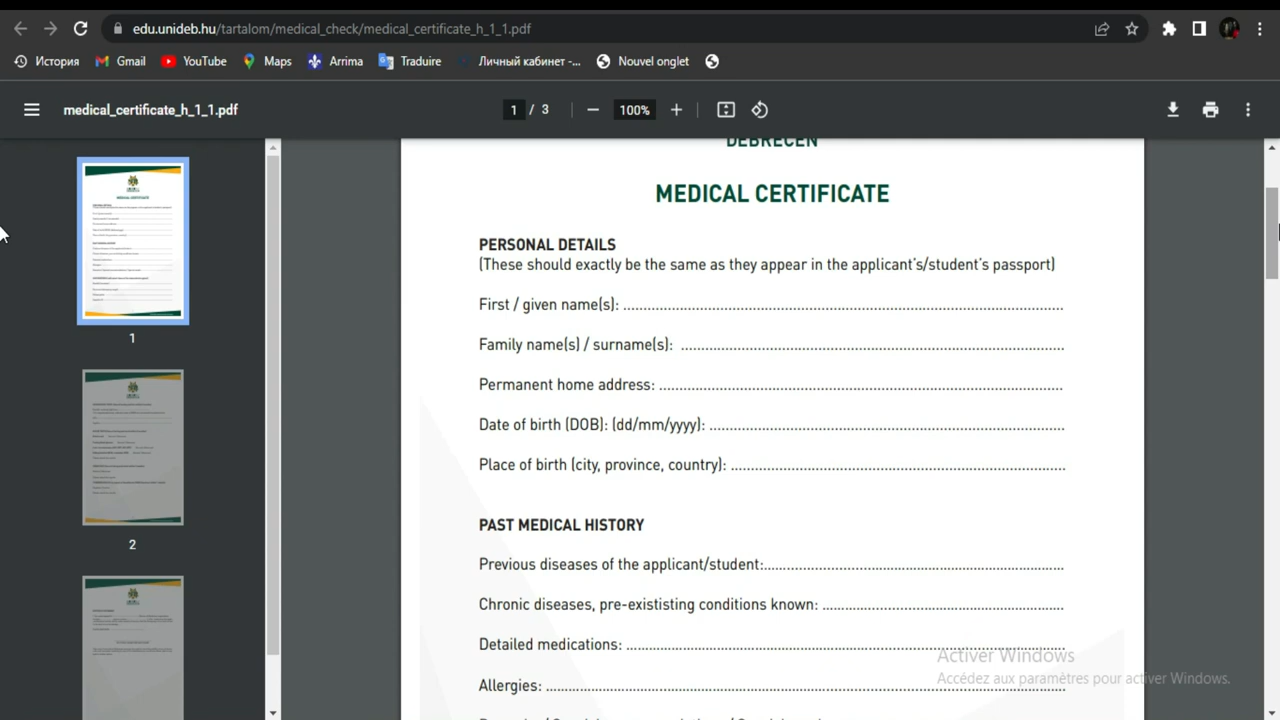 edu.unideb.hu/tartalom/medical_check/medical_certificate_h_1_1.pdf
История Gmail YouTube Maps Arrima Traduire Личный кабинет -... Nouvel onglet
medical_certificate_h_1_1.pdf 1 / 3 100%
DEBRECEN
MEDICAL CERTIFICATE
PERSONAL DETAILS
(These should exactly be the same as they appear in the applicant's/student's passport)
First / given name(s):
Family name(s) / surname(s):
Permanent home address:
Date of birth (DOB): (dd/mm/yyyy):
Place of birth (city, province, country):
PAST MEDICAL HISTORY
Previous diseases of the applicant/student:
Chronic diseases, pre-exististing conditions known:
Detailed medications:
Allergies:
MEDICAL CERTIFICATE
1
2
Activer Windows
Accédez aux paramètres pour activer Windows.